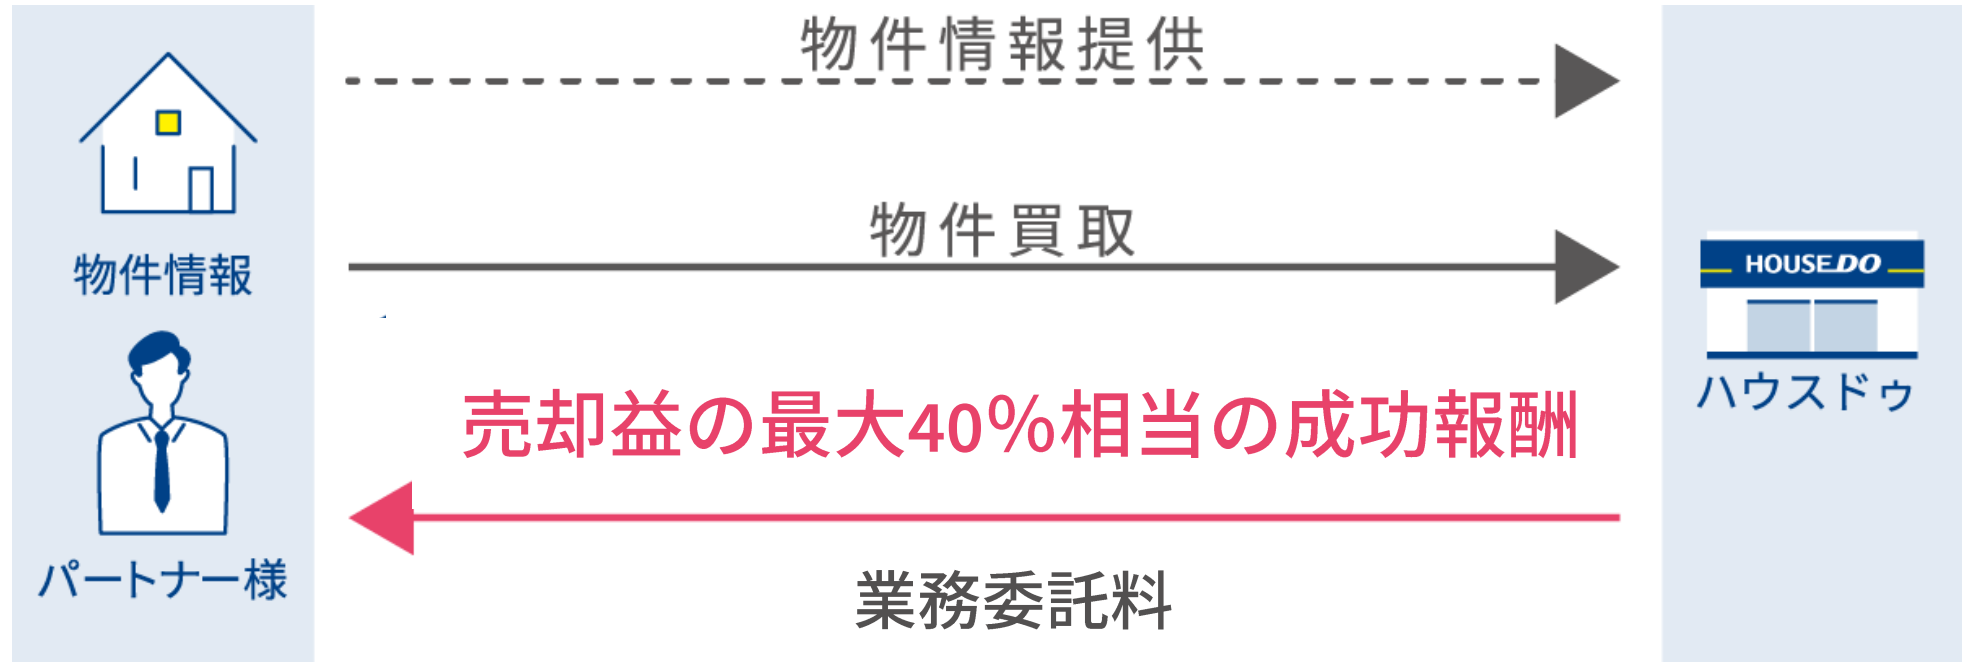 物件情報提供
物件情報
物件買取
HOUSEDO
ハウスドゥ
売却益の最大40%相当の成功報酬
パートナー様
業務委託料